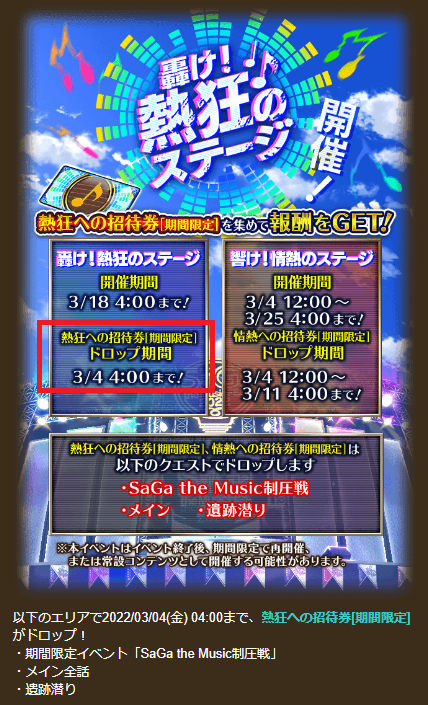 轟け!
熱狂の
ステージ
開催!
熱狂への招待券[期間限定]を集めて報酬をGET!
轟け!熱狂のステージ
開催期間
3/18 4:00まで!
熱狂への招待券[期間限定]
ドロップ期間
3/4 4:00まで!
響け!情熱のステージ
開催期間
3/4 12:00~
3/25 4:00まで!
情熱への招待券[期間限定]
ドロップ期間
3/4 12:00~
3/11 4:00まで!
熱狂への招待券[期間限定]、情熱への招待券[期間限定]は
以下のクエストでドロップします
・SaGa the Music制圧戦
・メイン ・遺跡潜り
※本イベントはイベント終了後、期間限定で再開催、
または常設コンテンツとして開催する可能性があります。
以下のエリアで2022/03/04(金) 04:00まで、熱狂への招待券[期間限定]
がドロップ!
・期間限定イベント「SaGa the Music制圧戦」
・メイン全話
・遺跡潜り